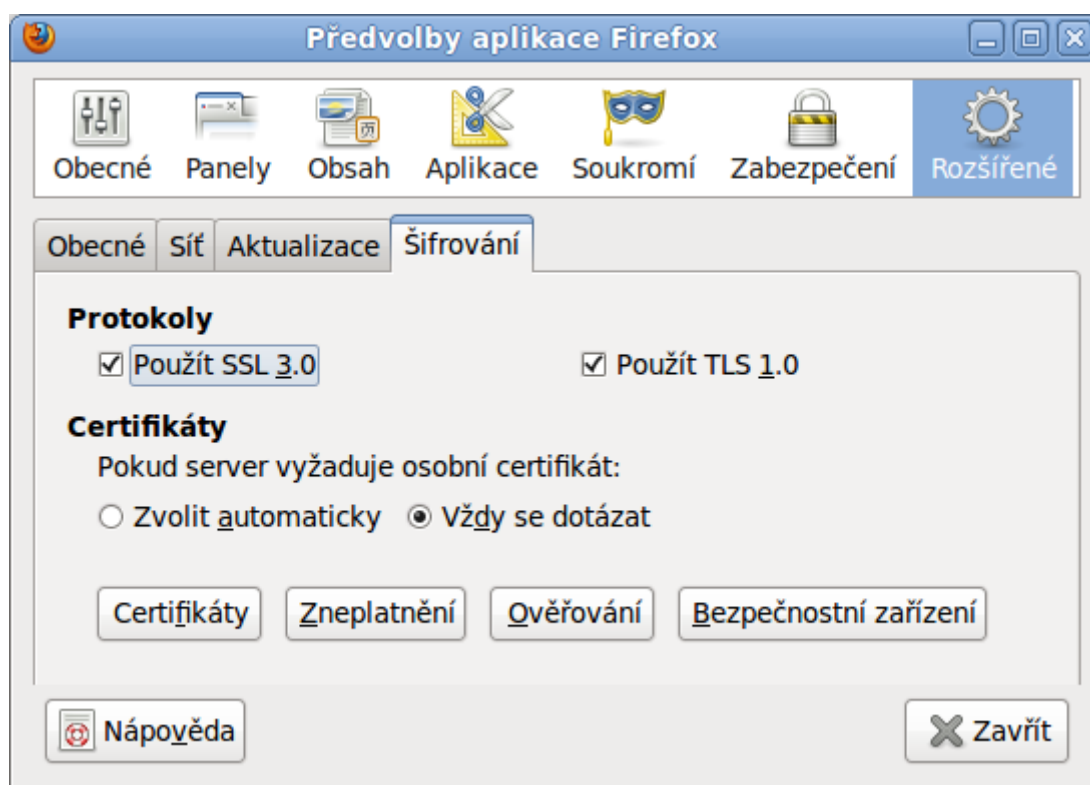 Předvolby aplikace Firefox
Obecné Panely Obsah Aplikace Soukromí Zabezpečení Rozšířené
Obecné Síť Aktualizace Šifrování
Protokoly
Použít SSL 3.0 Použít TLS 1.0
Certifikáty
Pokud server vyžaduje osobní certifikát:
Zvolit automaticky Vždy se dotázat
Certifikáty Zneplatnění Ověřování Bezpečnostní zařízení
Nápověda Zavřít